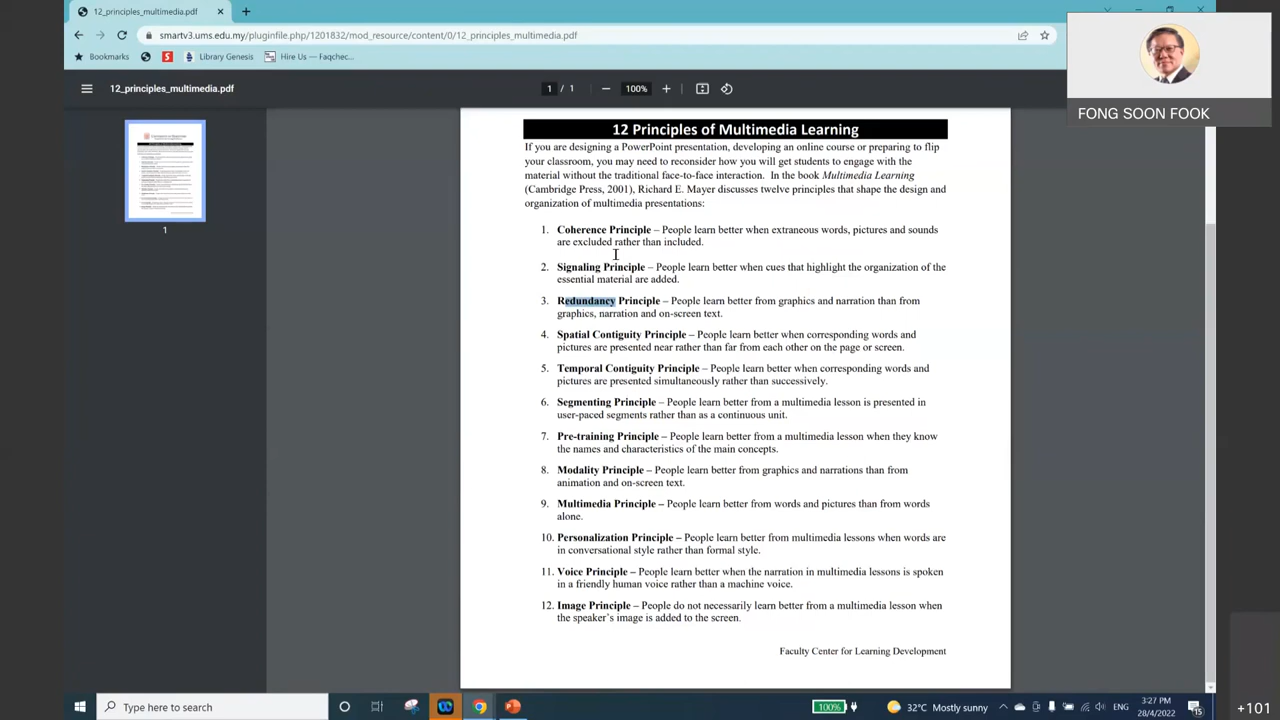 12_principles_multimedia.pdf
smartv3.ums.edu.my/pluginfile.php/1201832/mod_resource/content/0/12_principles_multimedia.pdf
Bookmarks
S
Library Genesis
Hire Us — Faqchec...
12_principles_multimedia.pdf
1 / 1
100%
FONG SOON FOOK
1
12 Principles of Multimedia Learning
If you are designing a PowerPoint presentation, developing an online course or preparing to flip
your classroom, you may need to reconsider how you will get students to engage with the
material without the traditional face-to-face interaction. In the book Multimedia Learning
(Cambridge Press, 2001), Richard E. Mayer discusses twelve principles that shape the design and
organization of multimedia presentations:
1. Coherence Principle – People learn better when extraneous words, pictures and sounds
are excluded rather than included.
2. Signaling Principle – People learn better when cues that highlight the organization of the
essential material are added.
3. Redundancy Principle – People learn better from graphics and narration than from
graphics, narration and on-screen text.
4. Spatial Contiguity Principle – People learn better when corresponding words and
pictures are presented near rather than far from each other on the page or screen.
5. Temporal Contiguity Principle – People learn better when corresponding words and
pictures are presented simultaneously rather than successively.
6. Segmenting Principle – People learn better from a multimedia lesson is presented in
user-paced segments rather than as a continuous unit.
7. Pre-training Principle – People learn better from a multimedia lesson when they know
the names and characteristics of the main concepts.
8. Modality Principle – People learn better from graphics and narrations than from
animation and on-screen text.
9. Multimedia Principle – People learn better from words and pictures than from words
alone.
10. Personalization Principle – People learn better from multimedia lessons when words are
in conversational style rather than formal style.
11. Voice Principle – People learn better when the narration in multimedia lessons is spoken
in a friendly human voice rather than a machine voice.
12. Image Principle – People do not necessarily learn better from a multimedia lesson when
the speaker's image is added to the screen.
Faculty Center for Learning Development
Type here to search
100%
32°C Mostly sunny
ENG
3:27 PM
28/4/2022
15
+101